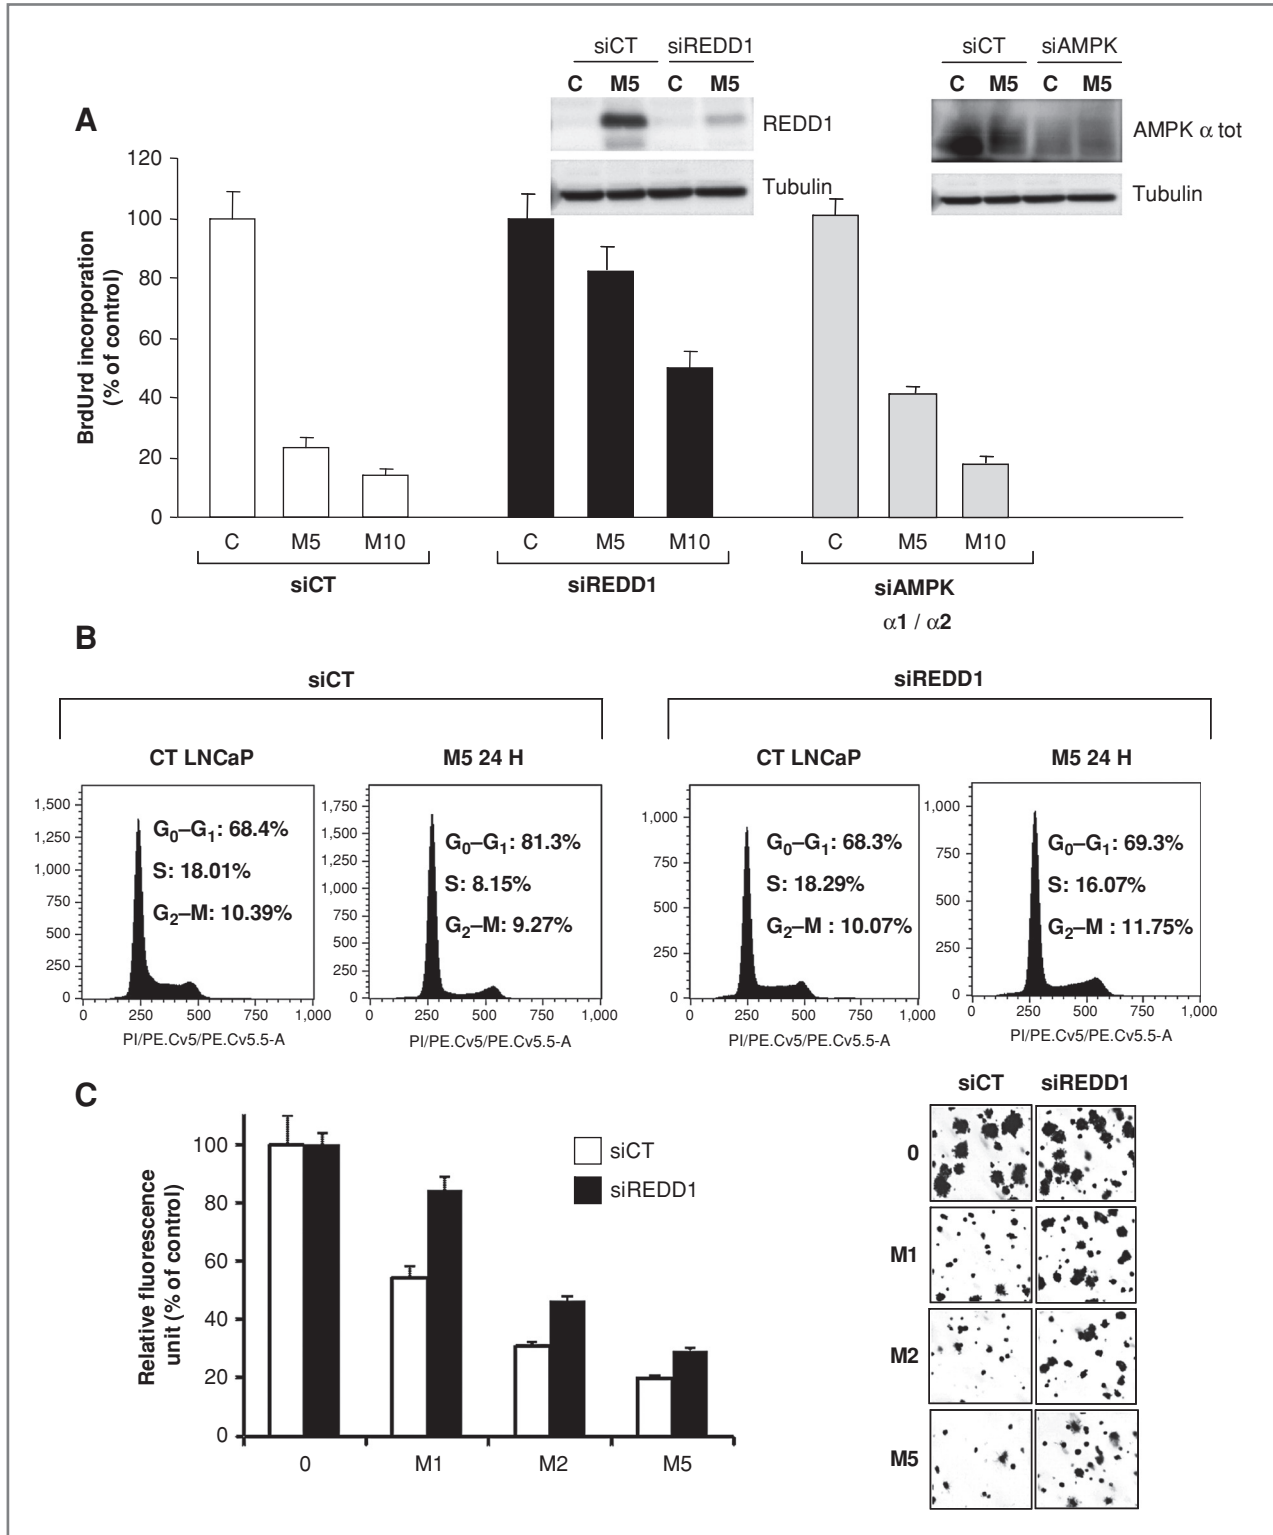 A
siCT siREDD1
C M5 C M5
REDD1
Tubulin
siCT siAMPK
C M5 C M5
AMPK α tot
Tubulin
BrdUrd incorporation
(% of control)
120
100
80
60
40
20
0
C M5 M10 C M5 M10 C M5 M10
siCT siREDD1 siAMPK
α1 / α2
B
siCT siREDD1
CT LNCaP M5 24 H CT LNCaP M5 24 H
1,500
1,250
1,000
750
500
250
0
G0–G1: 68.4%
S: 18.01%
G2–M: 10.39%
0 250 500 750 1,000
PI/PE.Cv5/PE.Cv5.5-A
1,750
1,500
1,250
1,000
750
500
250
0
G0–G1: 81.3%
S: 8.15%
G2–M: 9.27%
0 250 500 750 1,000
PI/PE.Cv5/PE.Cv5.5-A
1,000
750
500
250
0
G0–G1: 68.3%
S: 18.29%
G2–M : 10.07%
0 250 500 750 1,000
PI/PE.Cv5/PE.Cv5.5-A
1,000
750
500
250
0
G0–G1: 69.3%
S: 16.07%
G2–M : 11.75%
0 250 500 750 1,000
PI/PE.Cv5/PE.Cv5.5-A
C
Relative fluorescence
unit (% of control)
100
80
60
40
20
0
0 M1 M2 M5
siCT
siREDD1
siCT siREDD1
0
M1
M2
M5